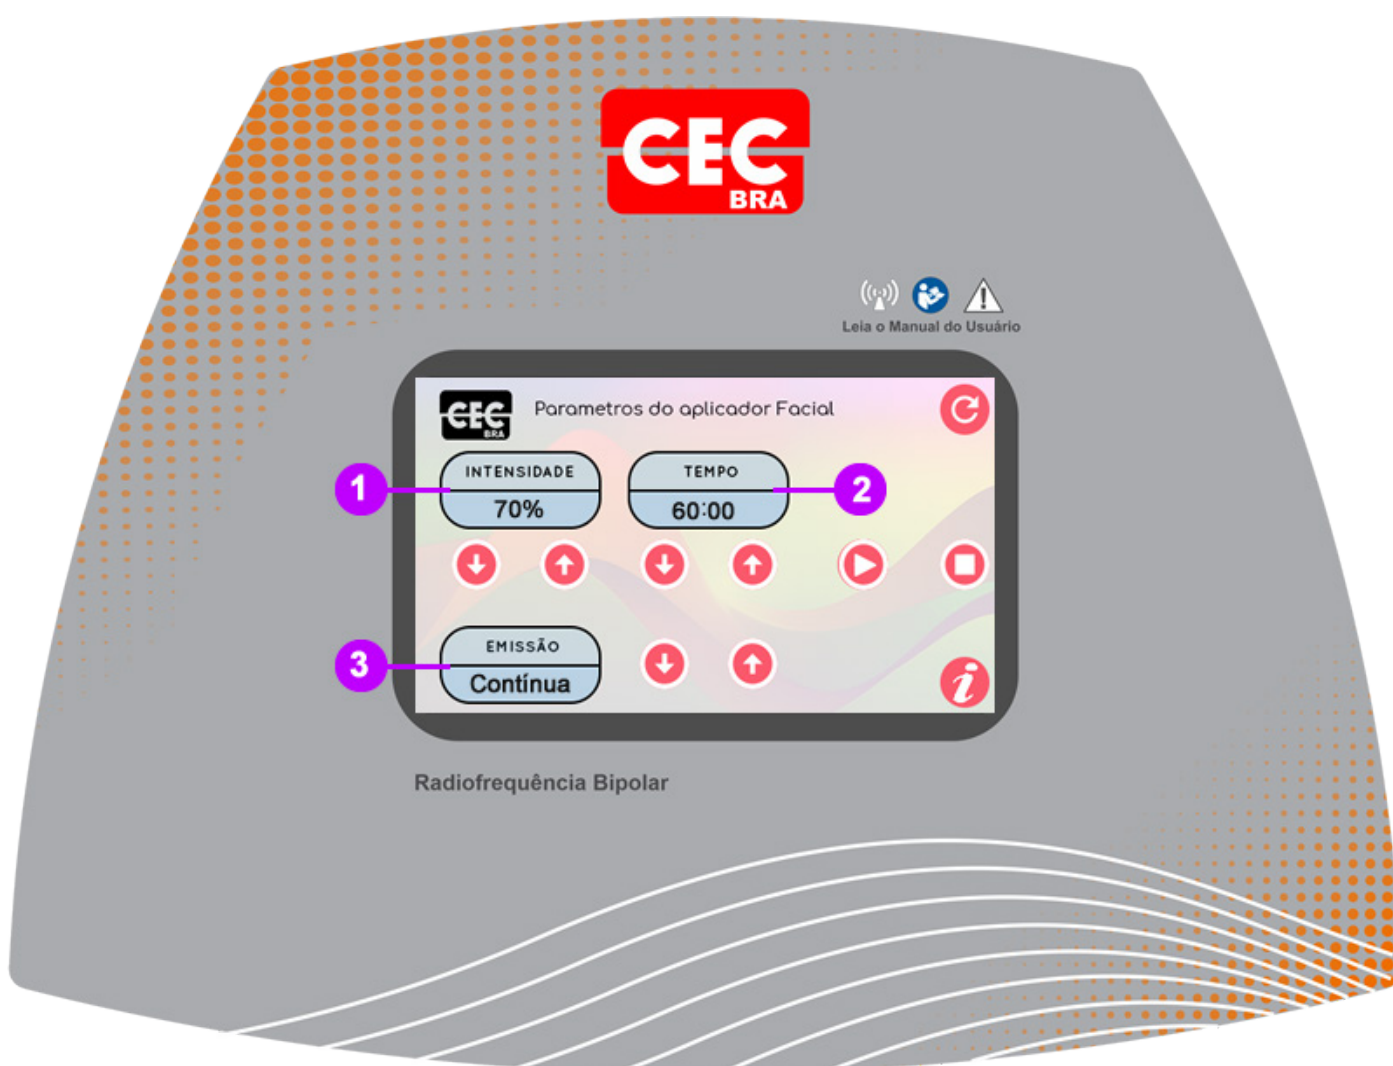 CEC
BRA
Leia o Manual do Usuário
CEC
BRA
Parametros do aplicador Facial
INTENSIDADE
70%
TEMPO
60:00
1
2
EMISSÃO
Contínua
3
i
Radiofrequência Bipolar